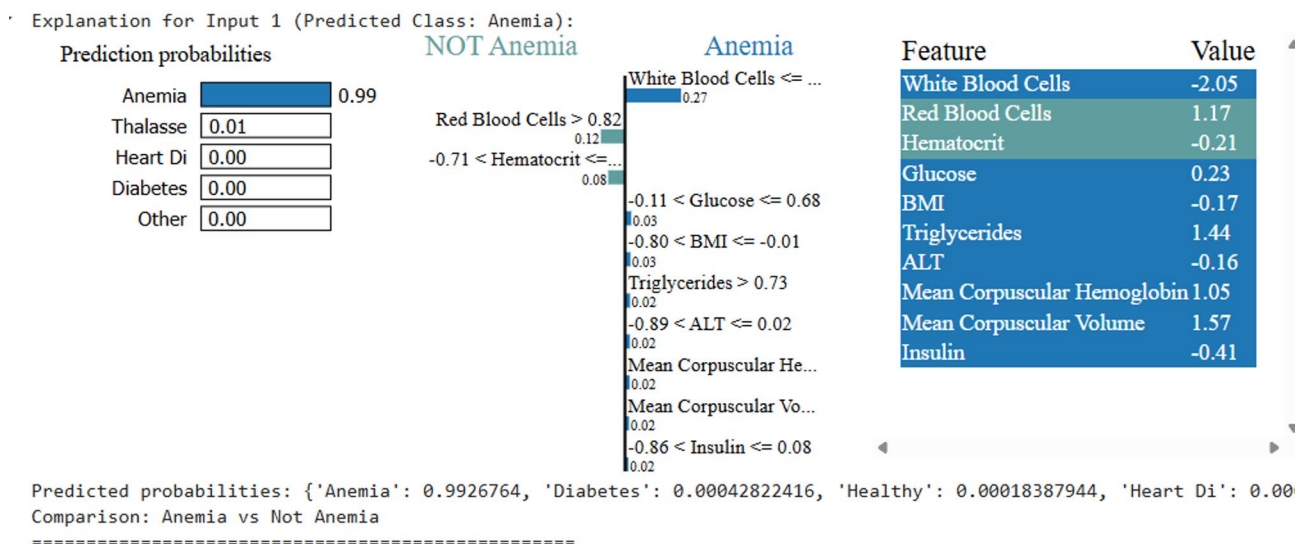 Explanation for Input 1 (Predicted Class: Anemia):
Prediction probabilities
Anemia 0.99
Thalasse 0.01
Heart Di 0.00
Diabetes 0.00
Other 0.00
NOT Anemia Anemia
White Blood Cells <= ...
0.27
Red Blood Cells > 0.82
0.12
-0.71 < Hematocrit <=...
0.08
-0.11 < Glucose <= 0.68
0.03
-0.80 < BMI <= -0.01
0.03
Triglycerides > 0.73
0.02
-0.89 < ALT <= 0.02
0.02
Mean Corpuscular He...
0.02
Mean Corpuscular Vo...
0.02
-0.86 < Insulin <= 0.08
0.02
Feature Value
White Blood Cells -2.05
Red Blood Cells 1.17
Hematocrit -0.21
Glucose 0.23
BMI -0.17
Triglycerides 1.44
ALT -0.16
Mean Corpuscular Hemoglobin 1.05
Mean Corpuscular Volume 1.57
Insulin -0.41
Predicted probabilities: {'Anemia': 0.9926764, 'Diabetes': 0.00042822416, 'Healthy': 0.00018387944, 'Heart Di': 0.00
Comparison: Anemia vs Not Anemia
==================================================